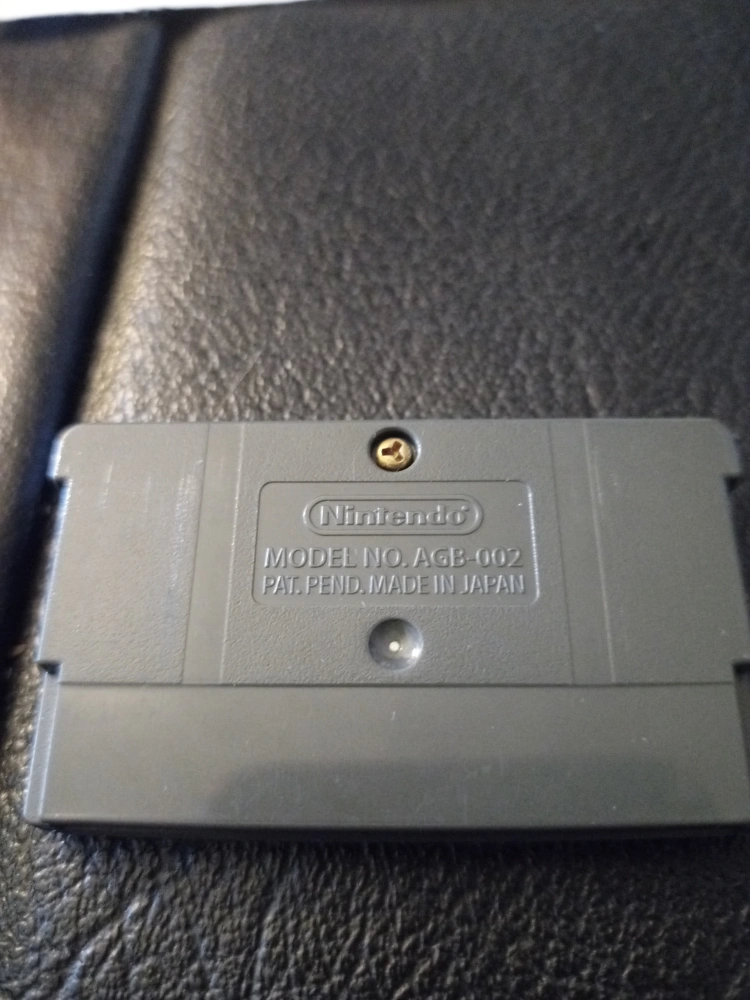 Nintendo®
MODEL NO. AGB-002
PAT. PEND. MADE IN JAPAN